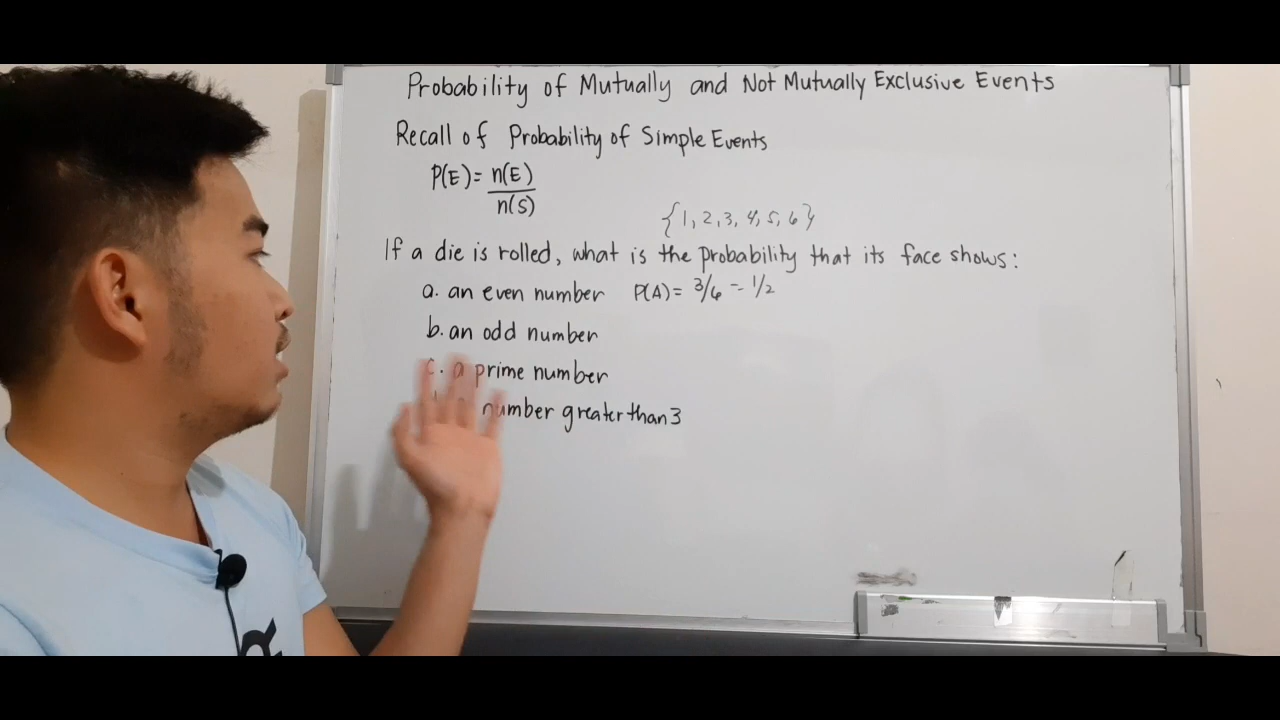 Probability of Mutually and Not Mutually Exclusive Events
Recall of Probability of Simple Events
P(E) = n(E)
n(S)
{1, 2, 3, 4, 5, 6}
If a die is rolled, what is the probability that its face shows:
a. an even number P(A) = 3/6 = 1/2
b. an odd number
c. a prime number
number greater than 3